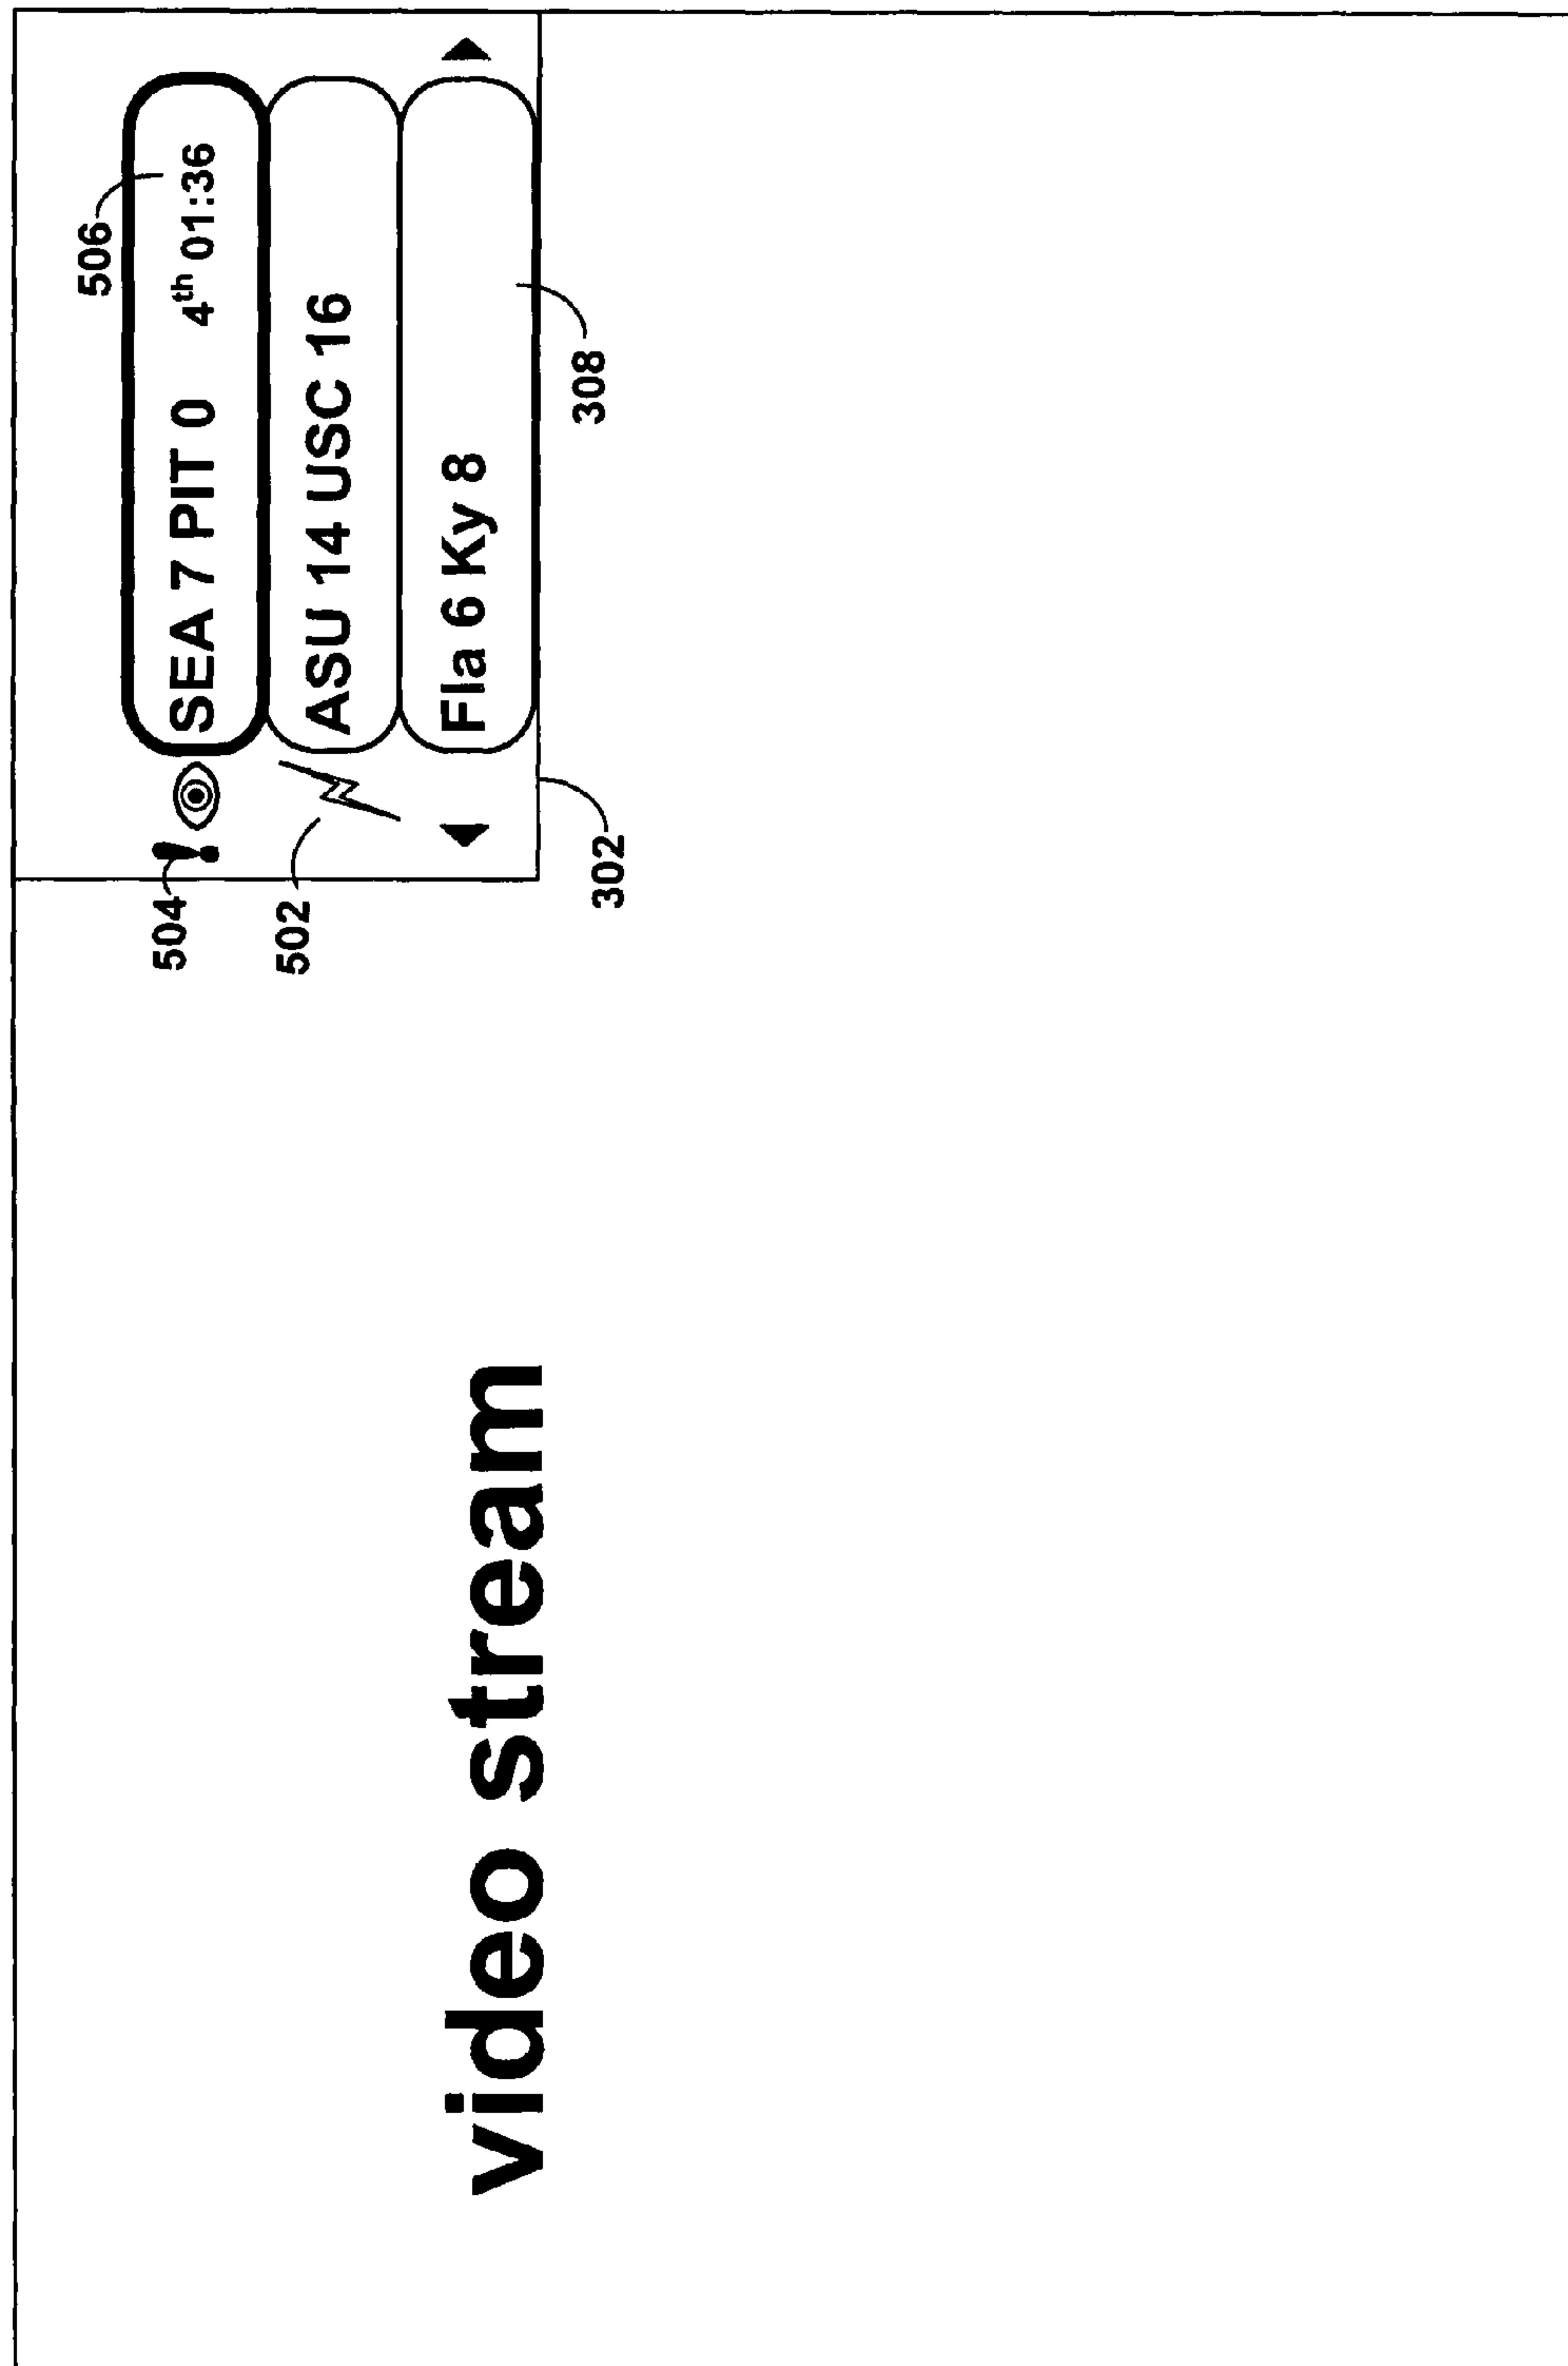 506
504
SEA 7 PIT 0 4th 01:36
502
ASU 14 USC 16
Fla 6 Ky 8
308
302
video stream